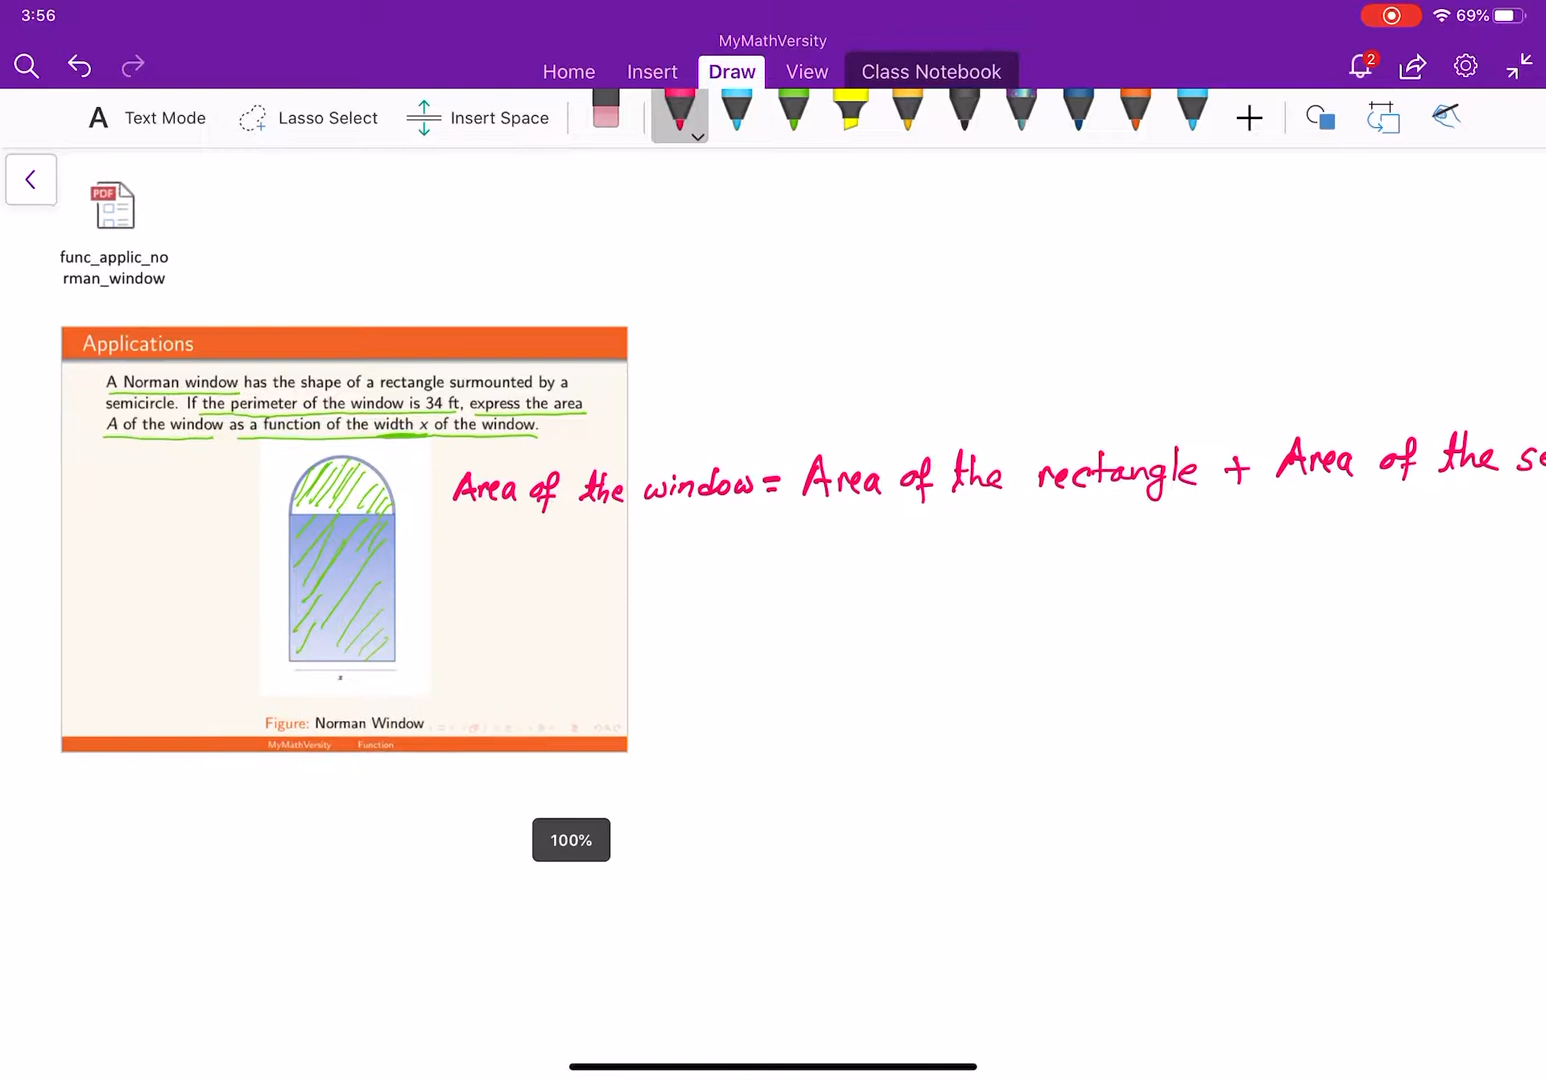 3:56
69%
MyMathVersity
Home Insert Draw View Class Notebook
2
A Text Mode Lasso Select Insert Space
PDF
func_applic_no
rman_window
Applications
A Norman window has the shape of a rectangle surmounted by a
semicircle. If the perimeter of the window is 34 ft, express the area
A of the window as a function of the width x of the window.
Area of the window = Area of the rectangle + Area of the se
x
Figure: Norman Window
MyMathVersity Function
100%